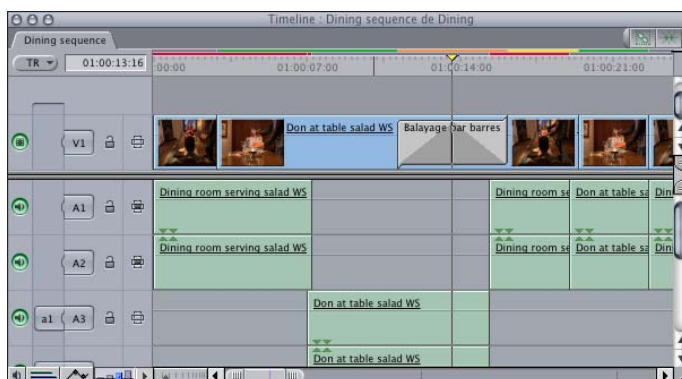 Timeline : Dining sequence de Dining
Dining sequence
TR 01:00:13:16 :00:00 01:00:07:00 01:00:14:00 01:00:21:00
V1 Don at table salad WS Balayage par barres
A1 Dining room serving salad WS Dining room se Don at table sa Din
A2 Dining room serving salad WS Dining room se Don at table sa Din
a1 A3 Don at table salad WS
Don at table salad WS